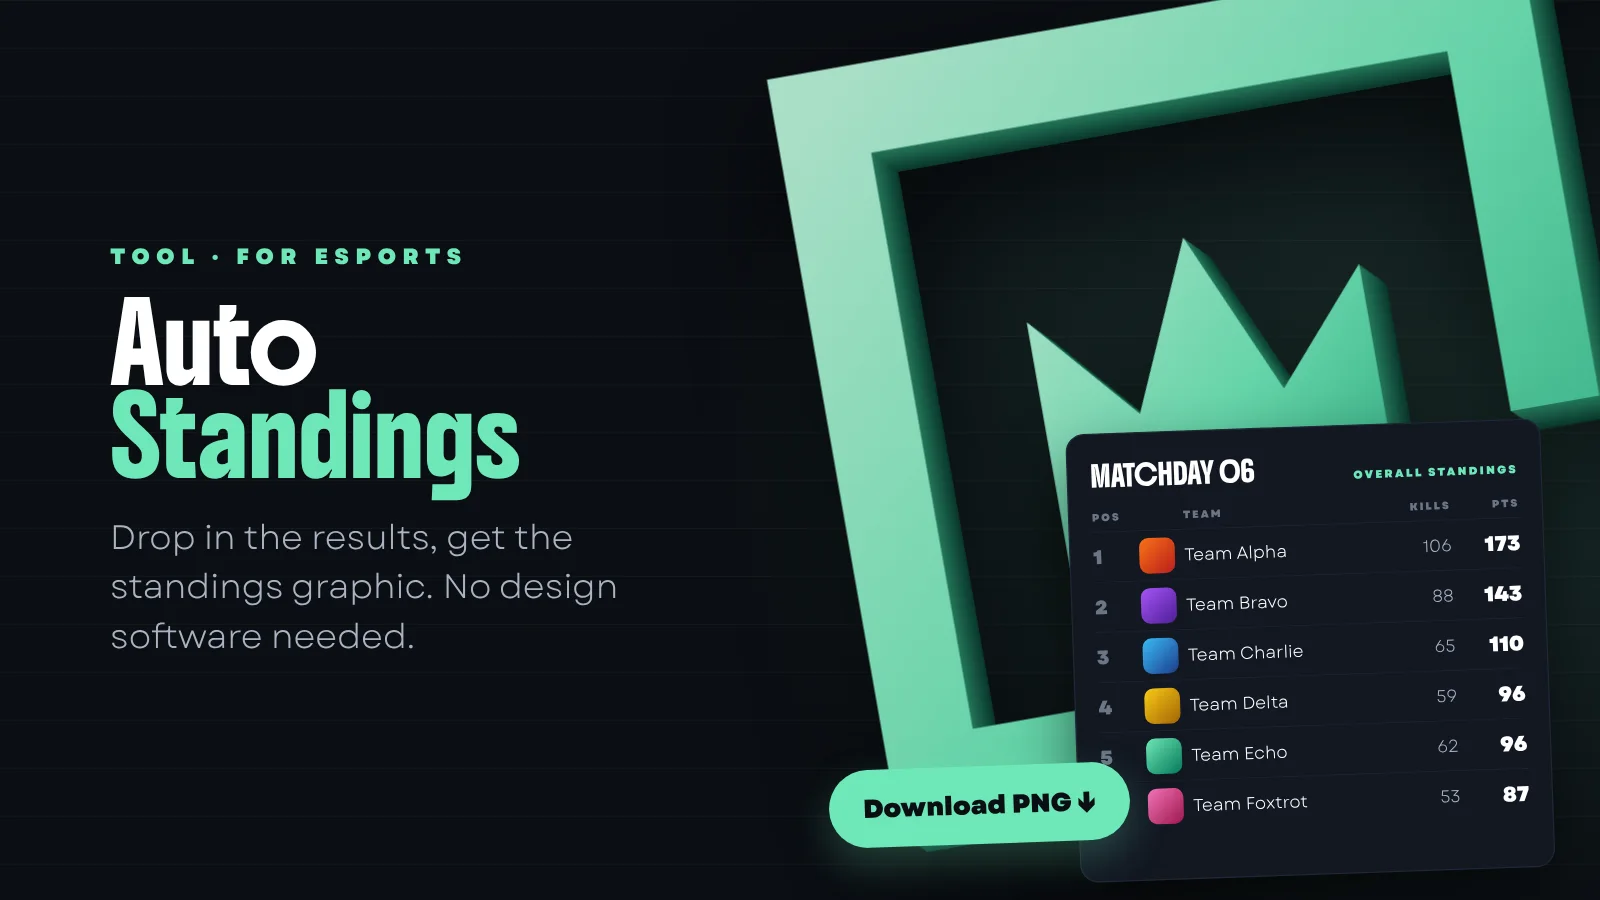 TOOL · FOR ESPORTS
Auto
Standings
Drop in the results, get the
standings graphic. No design
software needed.
MATCHDAY 06
OVERALL STANDINGS
POS TEAM KILLS PTS
1 Team Alpha 106 173
2 Team Bravo 88 143
3 Team Charlie 65 110
4 Team Delta 59 96
5 Team Echo 62 96
Team Foxtrot 53 87
Download PNG ↓